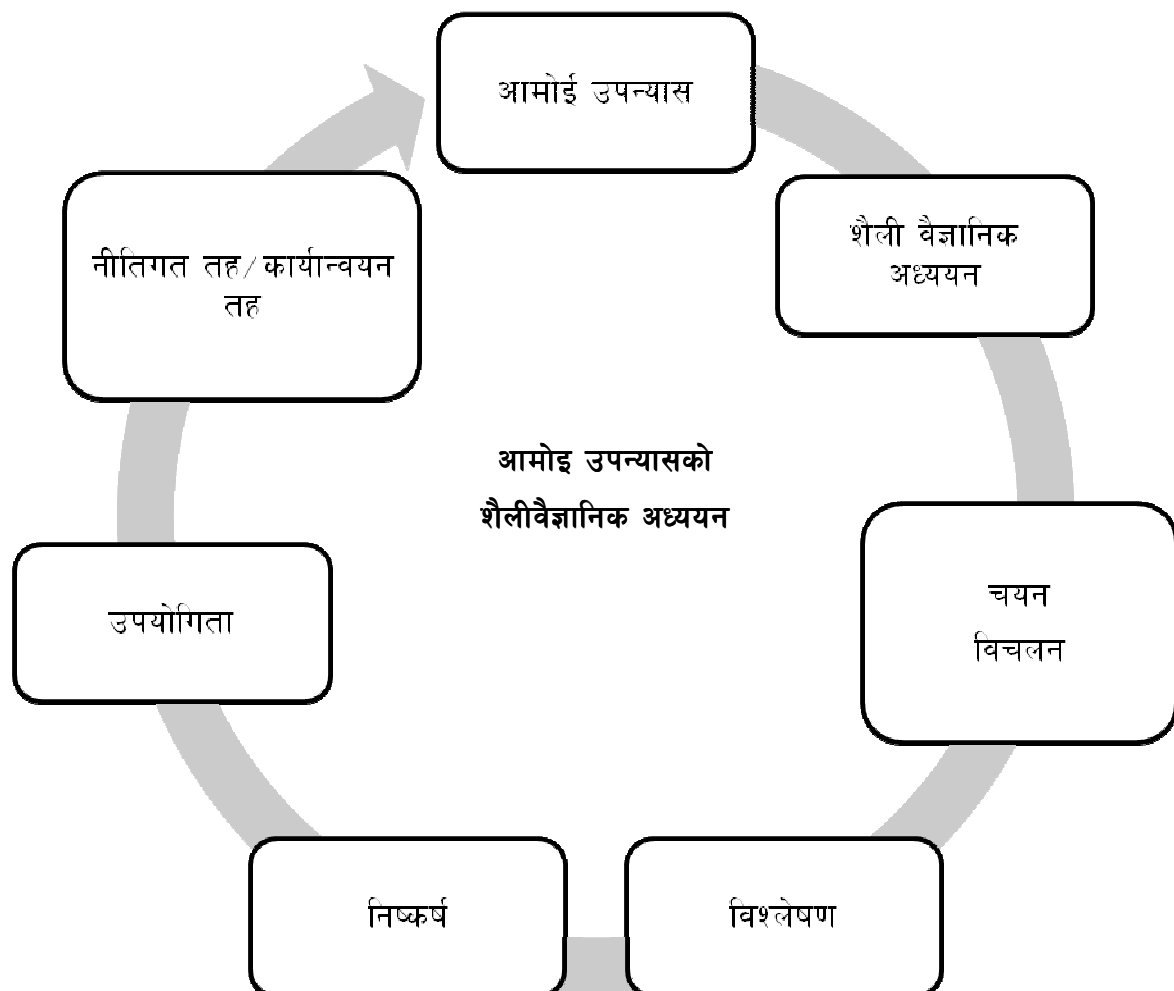 आमोई उपन्यास
शैली वैज्ञानिक
अध्ययन
चयन
विचलन
विश्लेषण
निष्कर्ष
उपयोगिता
नीतिगत तह/कार्यान्वयन
तह
आमोइ उपन्यासको
शैलीवैज्ञानिक अध्ययन